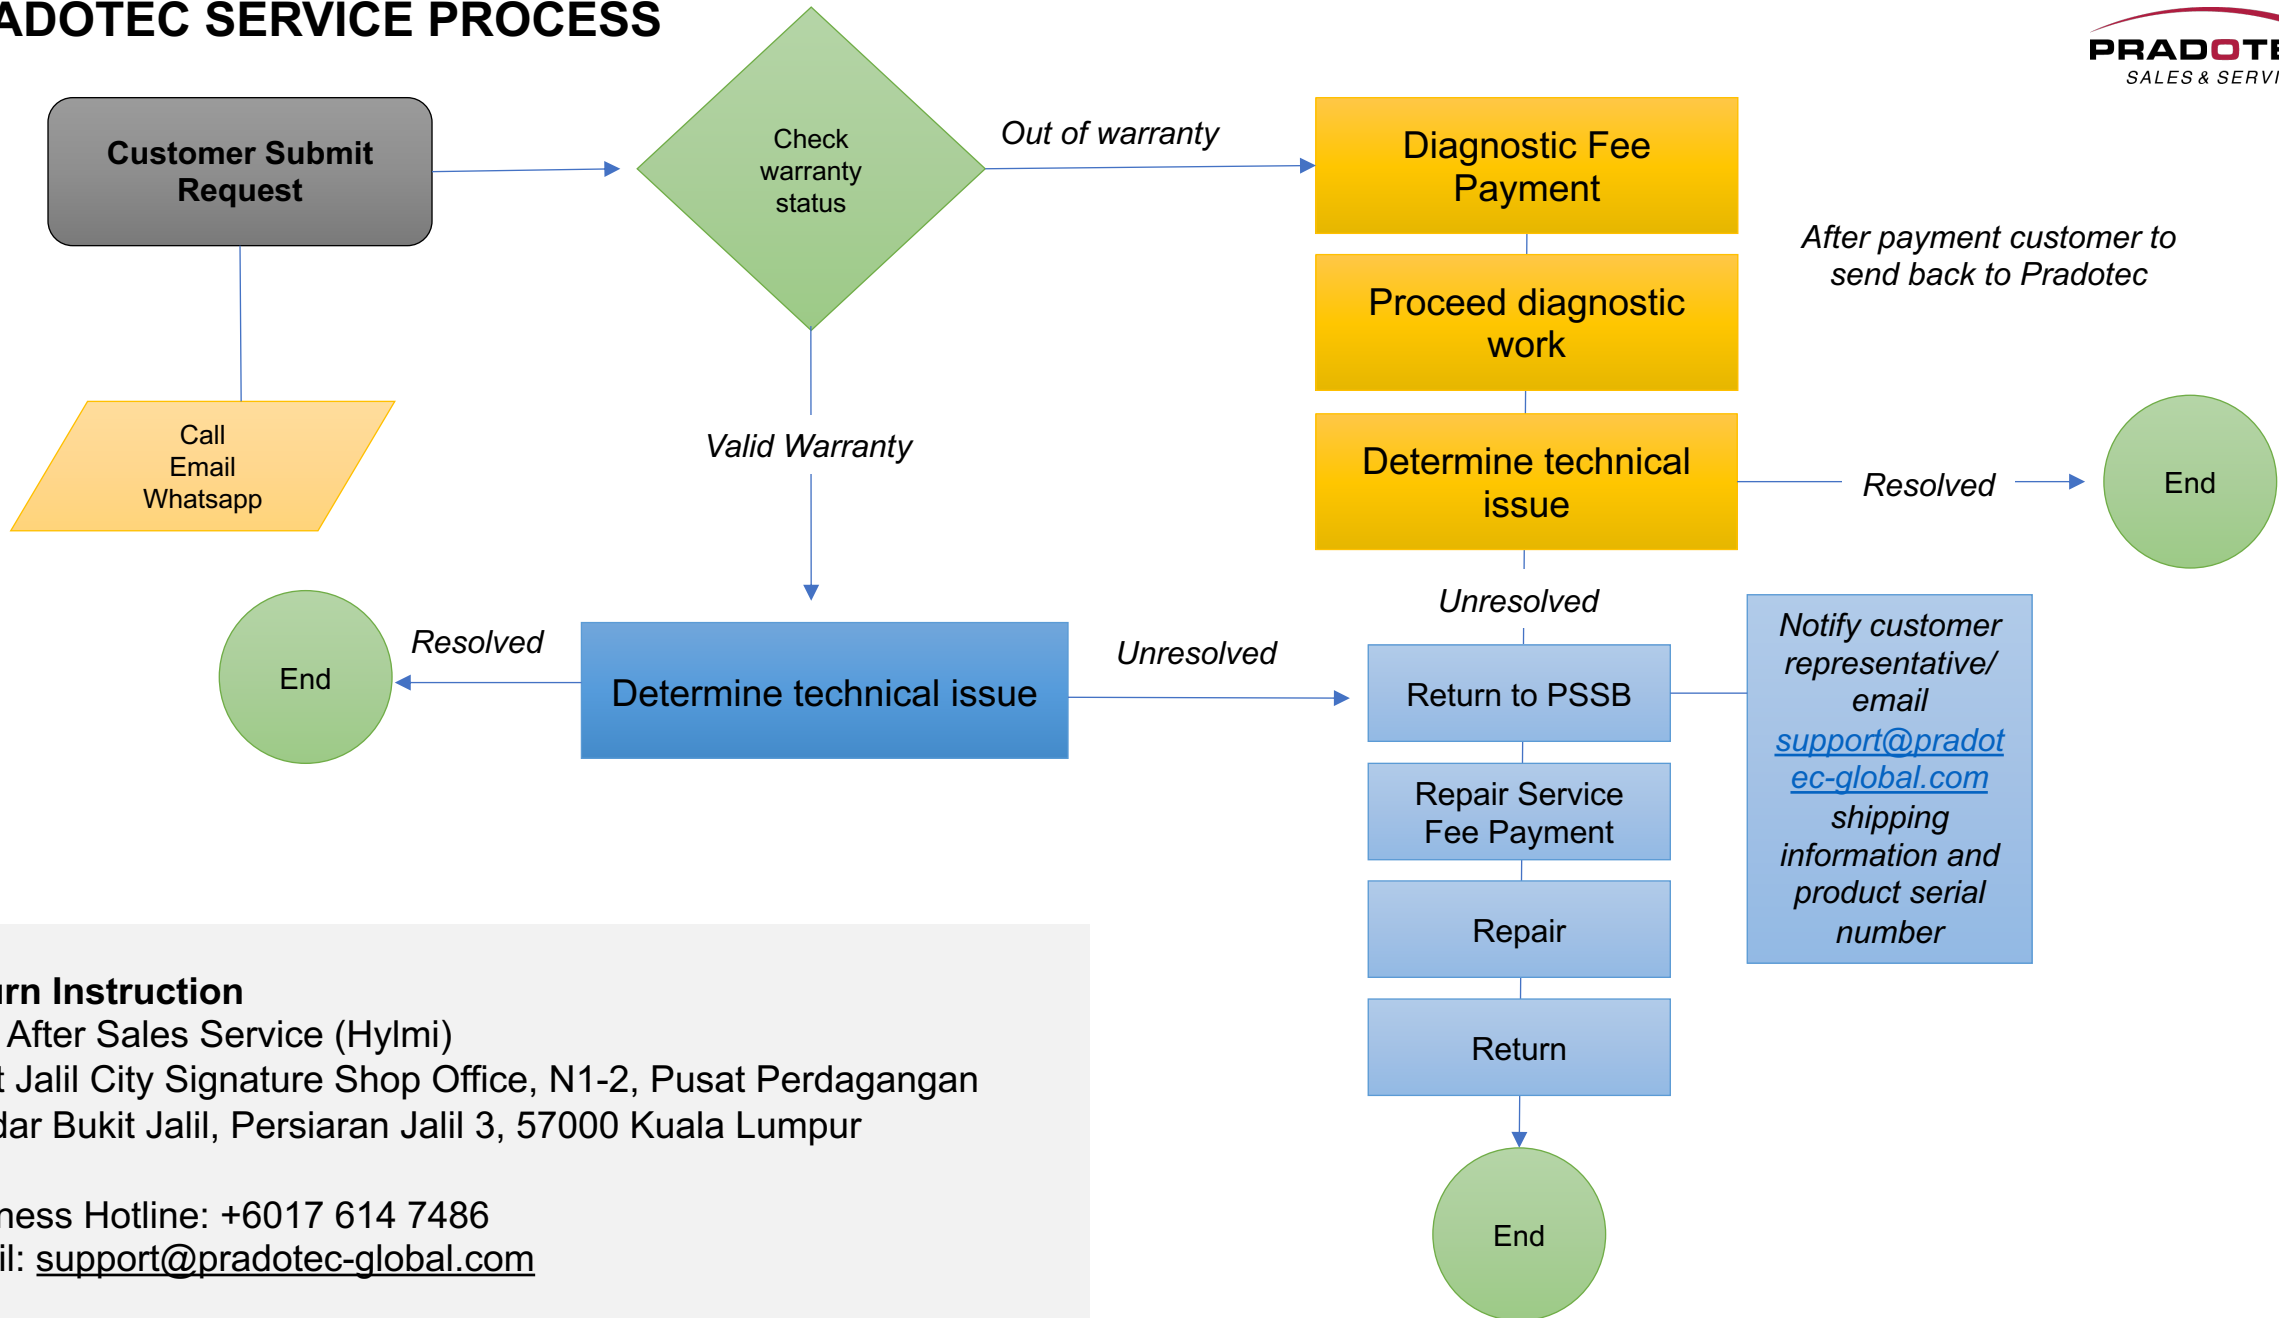 ADOTEC SERVICE PROCESS
PRADOTE
SALES & SERVI
Customer Submit
Request
Check
warranty
status
Out of warranty
Diagnostic Fee
Payment
After payment customer to
send back to Pradotec
Proceed diagnostic
work
Call
Email
Whatsapp
Valid Warranty
Determine technical
issue
Resolved
End
Unresolved
End
Resolved
Determine technical issue
Unresolved
Return to PSSB
Notify customer
representative/
email
support@pradot
ec-global.com
shipping
information and
product serial
number
Repair Service
Fee Payment
Repair
Return
End
urn Instruction
After Sales Service (Hylmi)
t Jalil City Signature Shop Office, N1-2, Pusat Perdagangan
dar Bukit Jalil, Persiaran Jalil 3, 57000 Kuala Lumpur
ness Hotline: +6017 614 7486
il: support@pradotec-global.com